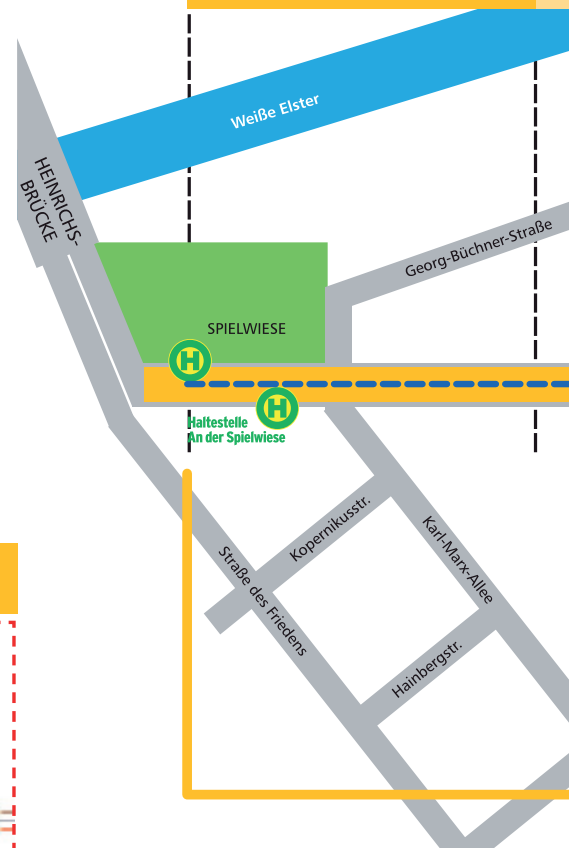 Weiße Elster
HEINRICHS-
BRÜCKE
Georg-Büchner-Straße
SPIELWIESE
H
H
Haltestelle
An der Spielwiese
Kopernikusstr.
Karl-Marx-Allee
Straße des Friedens
Hainbergstr.